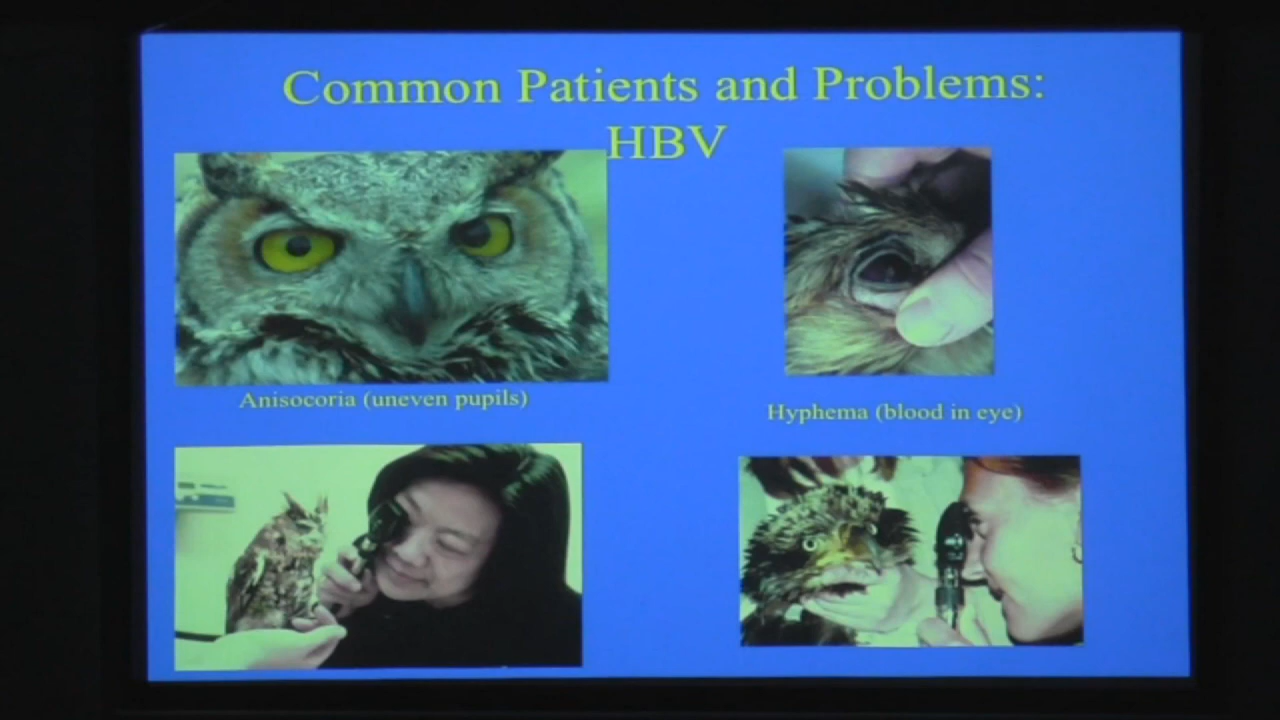 Common Patients and Problems:
HBV
Anisocoria (uneven pupils)
Hyphema (blood in eye)